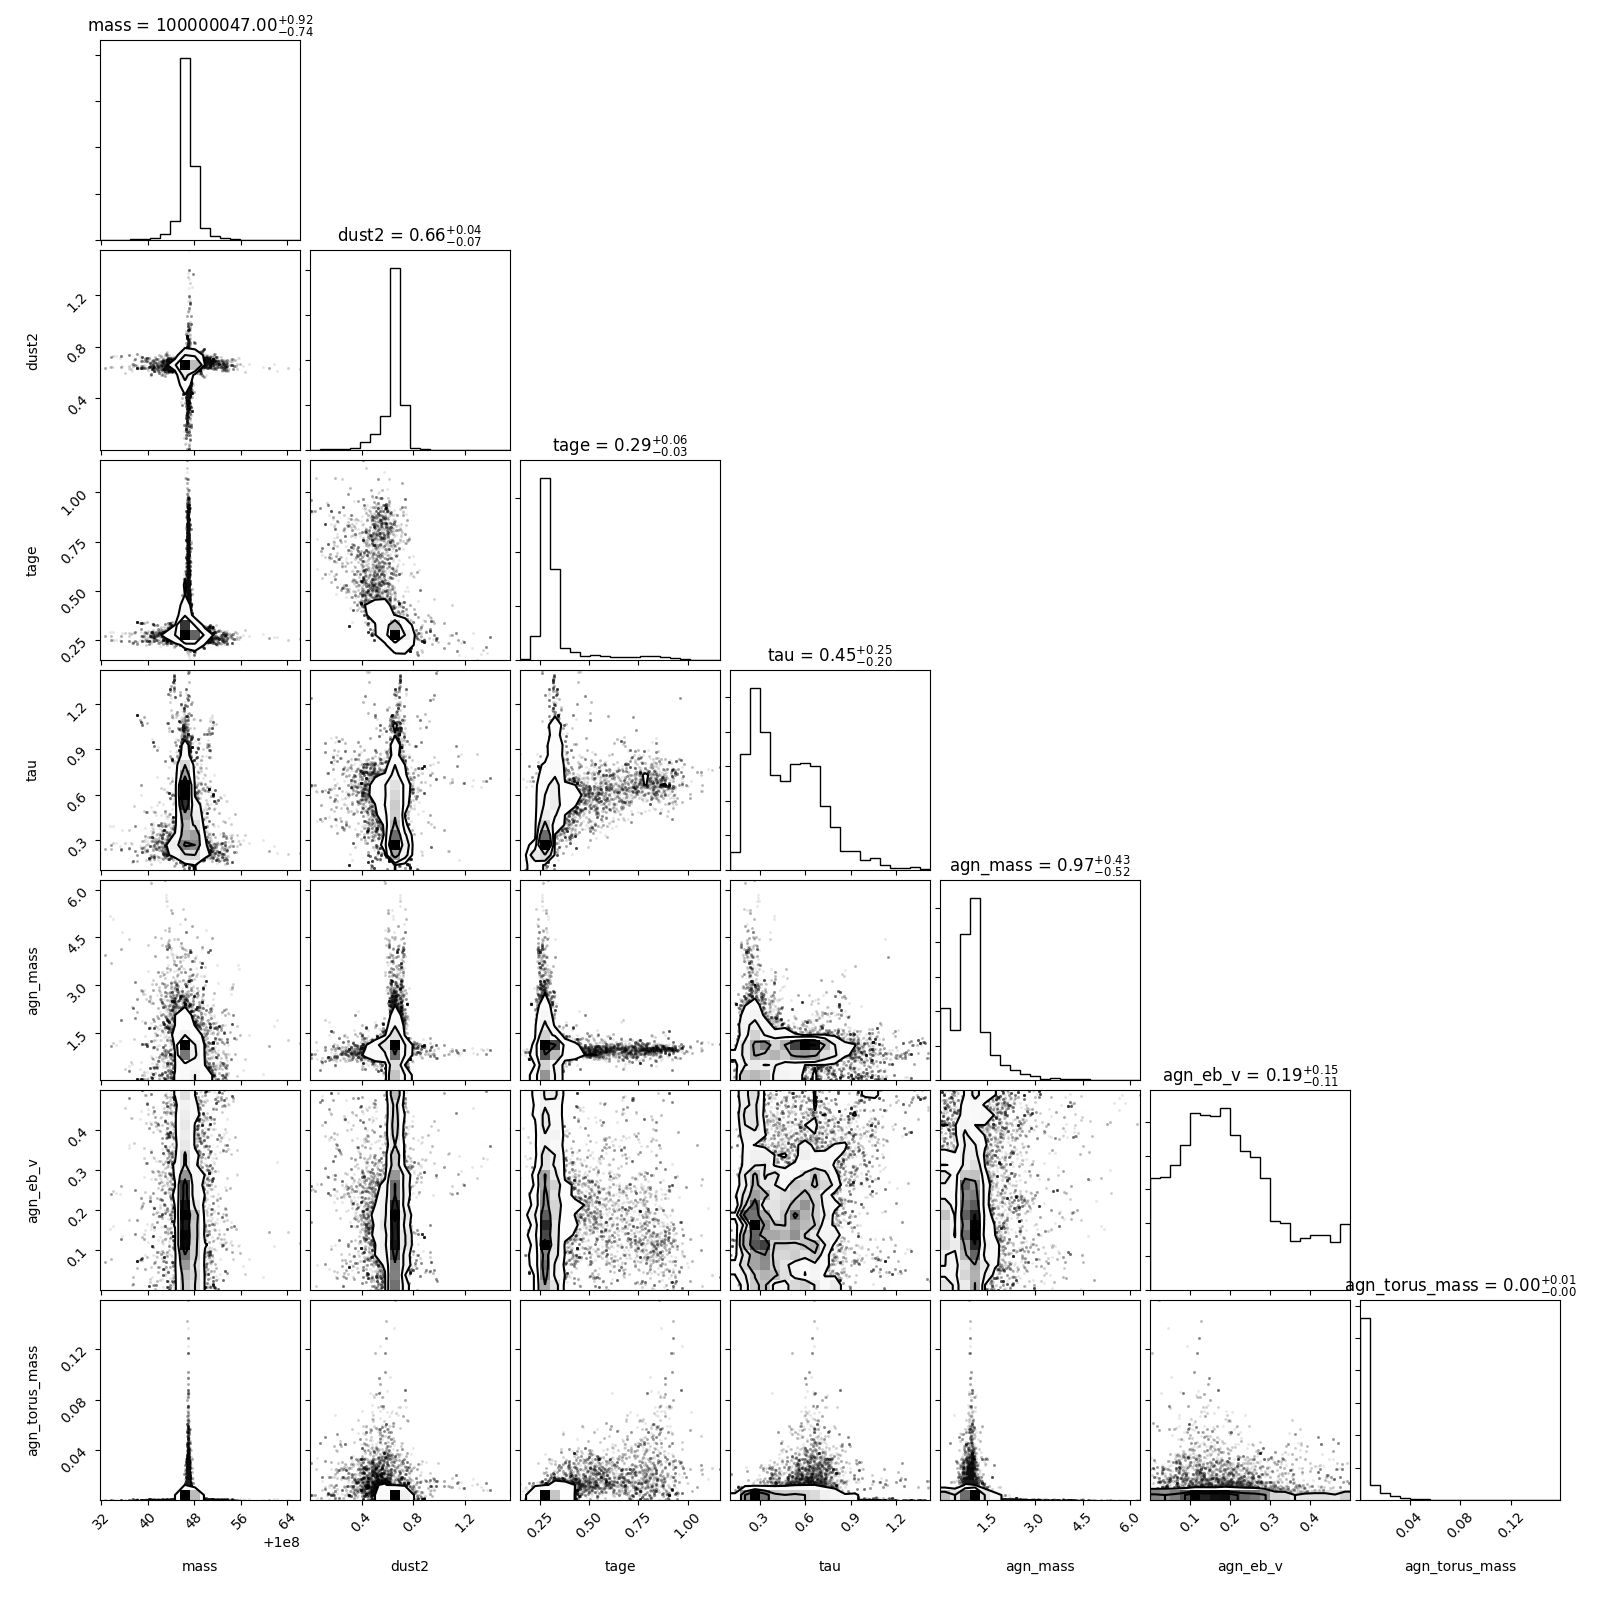 mass = 100000047.00+0.92−0.74
dust2 = 0.66+0.04−0.07
dust2
1.2
0.8
0.4
tage = 0.29+0.06−0.03
tage
1.00
0.75
0.50
0.25
tau = 0.45+0.25−0.20
tau
1.2
0.9
0.6
0.3
agn_mass = 0.97+0.43−0.52
agn_mass
6.0
4.5
3.0
1.5
agn_eb_v = 0.19+0.15−0.11
agn_eb_v
0.4
0.3
0.2
0.1
agn_torus_mass = 0.00+0.01−0.00
agn_torus_mass
0.12
0.08
0.04
32 40 48 56 64 0.4 0.8 1.2 0.25 0.50 0.75 1.00 0.3 0.6 0.9 1.2 1.5 3.0 4.5 6.0 0.1 0.2 0.3 0.4 0.04 0.08 0.12
+1e8
mass dust2 tage tau agn_mass agn_eb_v agn_torus_mass